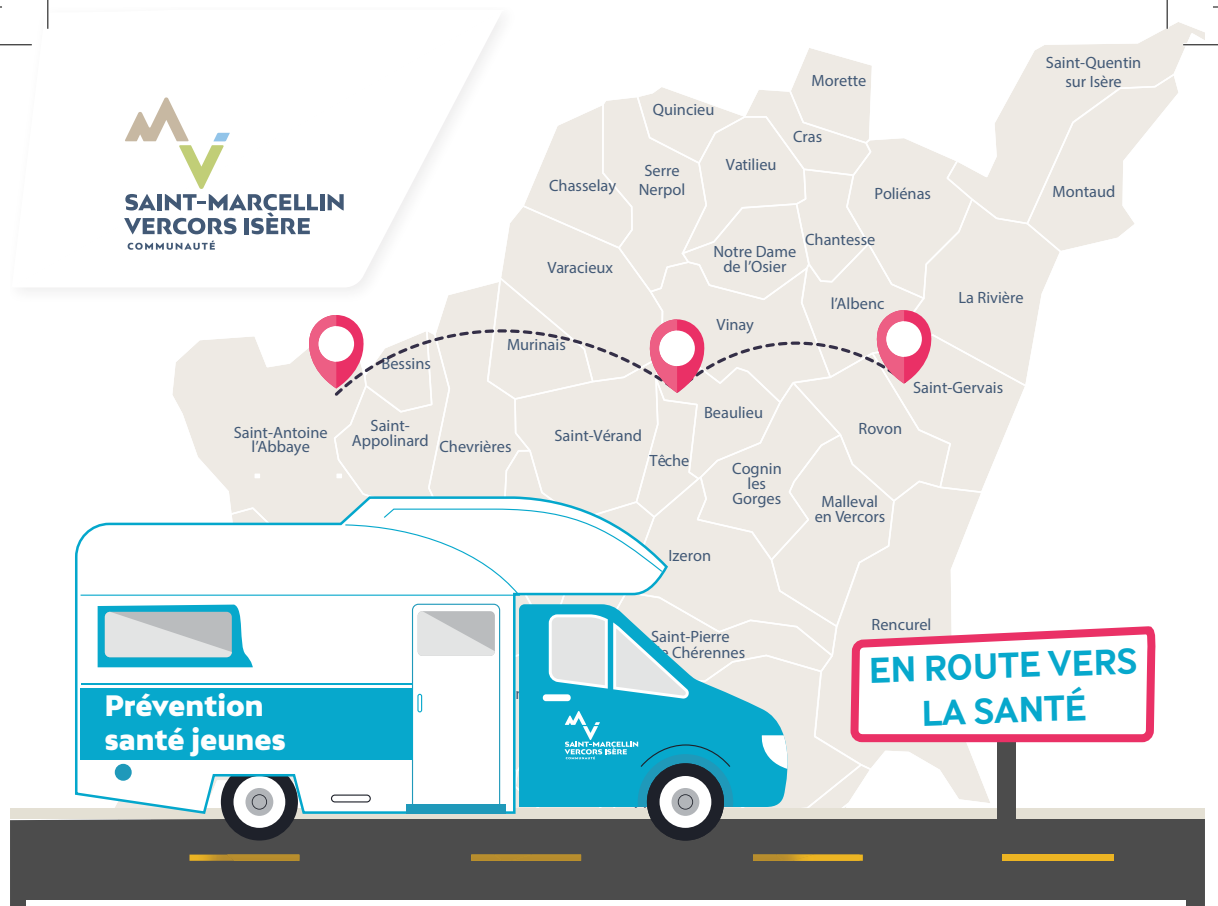 SAINT-MARCELLIN
VERCORS ISÈRE
COMMUNAUTÉ
Saint-Quentin
sur Isère
Morette
Quincieu
Cras
Vatilieu
Serre
Nerpol
Chasselay
Poliénas
Montaud
Chantesse
Notre Dame
de l'Osier
Varacieux
La Rivière
l'Albenc
Vinay
Murinais
Bessins
Saint-Gervais
Beaulieu
Rovon
Saint-Antoine
l'Abbaye
Saint-
Appolinard
Chevrières
Saint-Vérand
Têche
Cognin
les
Gorges
Malleval
en Vercors
Izeron
Rencurel
Saint-Pierre
Chérennes
EN ROUTE VERS
LA SANTÉ
Prévention
santé jeunes
SAINT-MARCELLIN
VERCORS ISÈRE
COMMUNAUTÉ